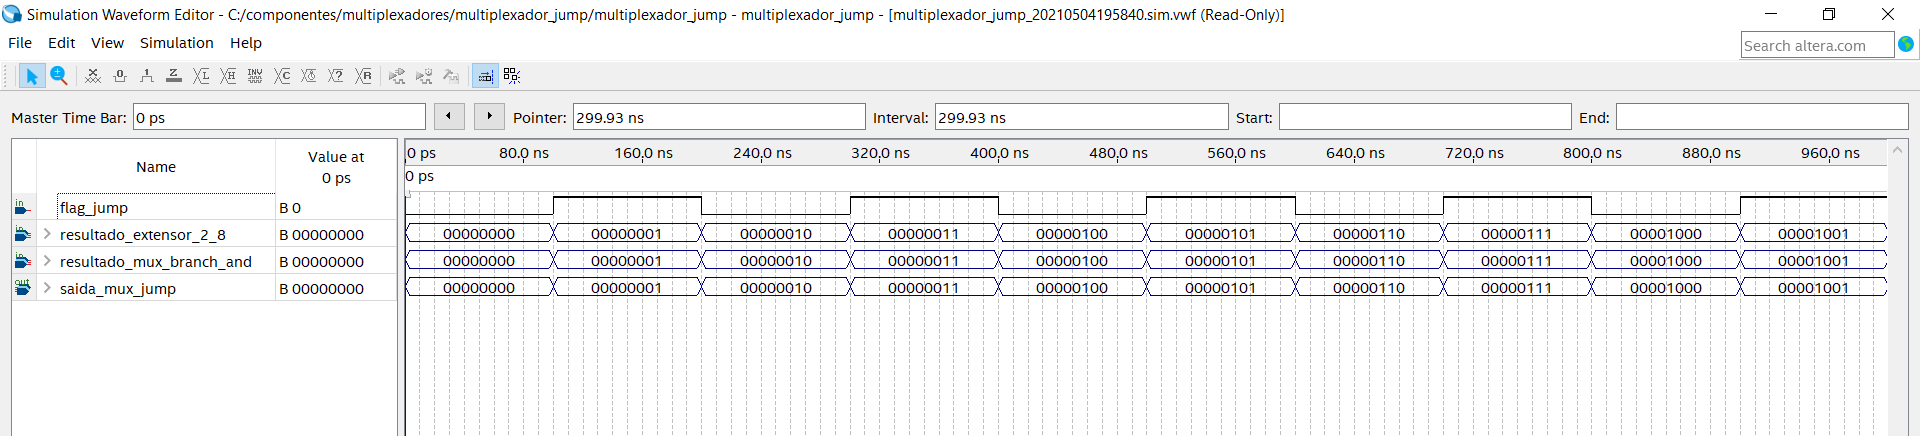 Simulation Waveform Editor - C:/componentes/multiplexadores/multiplexador_jump/multiplexador_jump - multiplexador_jump - [multiplexador_jump_20210504195840.sim.vwf (Read-Only)]
File Edit View Simulation Help
Search altera.com
Master Time Bar: 0 ps Pointer: 299.93 ns Interval: 299.93 ns Start: End:
Name Value at 0 ps
0 ps 80.0 ns 160.0 ns 240.0 ns 320.0 ns 400.0 ns 480.0 ns 560.0 ns 640.0 ns 720.0 ns 800.0 ns 880.0 ns 960.0 ns
0 ps
in flag_jump B 0
in resultado_extensor_2_8 B 00000000 00000000 00000001 00000010 00000011 00000100 00000101 00000110 00000111 00001000 00001001
in resultado_mux_branch_and B 00000000 00000000 00000001 00000010 00000011 00000100 00000101 00000110 00000111 00001000 00001001
out saida_mux_jump B 00000000 00000000 00000001 00000010 00000011 00000100 00000101 00000110 00000111 00001000 00001001